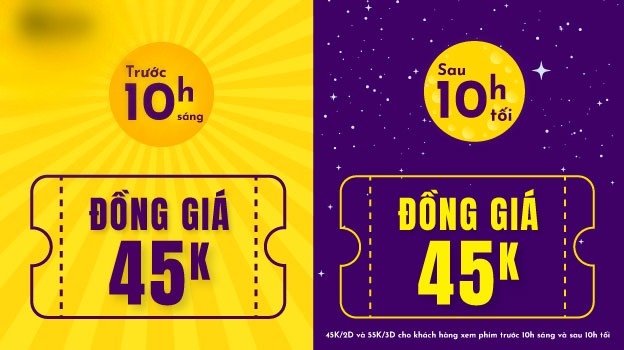 Trước
10h
sáng
ĐỒNG GIÁ
45K
Sau
10h
tối
ĐỒNG GIÁ
45K
45K/2D và 55K/3D cho khách hàng xem phim trước 10h sáng và sau 10h tối